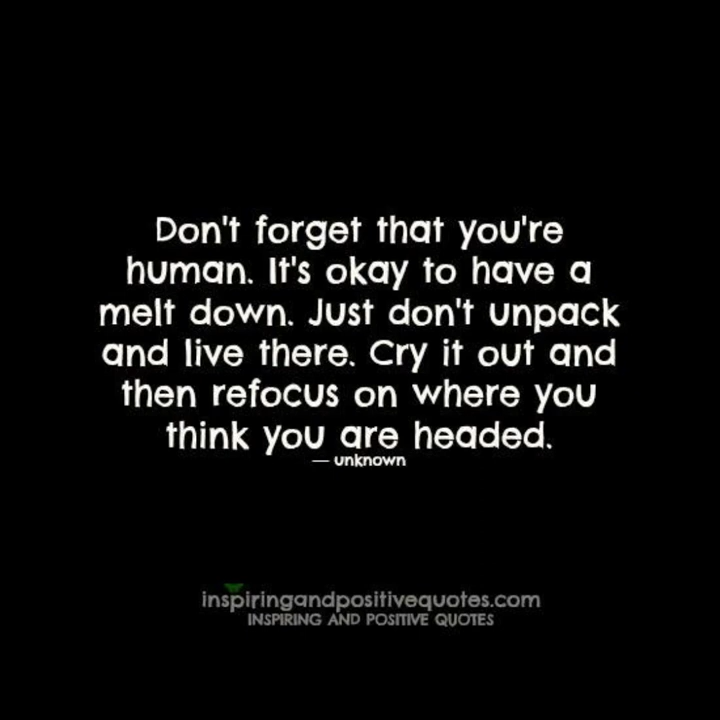 Don't forget that you're
human. It's okay to have a
melt down. Just don't unpack
and live there. Cry it out and
then refocus on where you
think you are headed.
— unknown
inspiringandpositivequotes.com
INSPIRING AND POSITIVE QUOTES